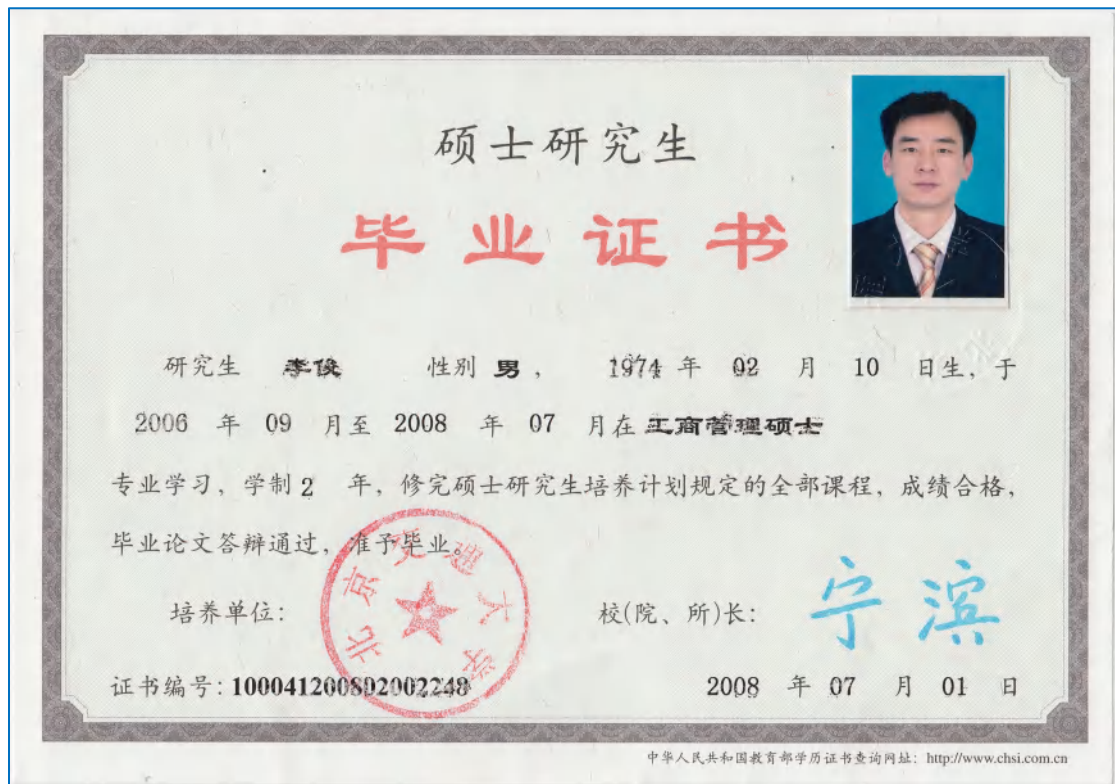 硕士研究生
毕业证书
研究生 李俊 性别 男， 1974 年 02 月 10 日生，于
2006 年 09 月至 2008 年 07 月在 工商管理硕士
专业学习，学制 2 年，修完硕士研究生培养计划规定的全部课程，成绩合格，
毕业论文答辩通过，准予毕业。
北京交通大学
培养单位： 校(院、所)长： 宁滨
证书编号：100041200802002248 2008 年 07 月 01 日
中华人民共和国教育部学历证书查询网址：http://www.chsi.com.cn